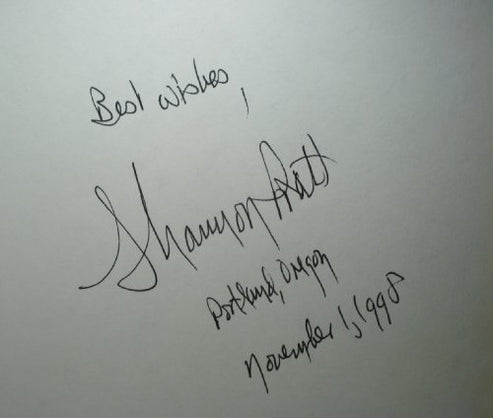 Best wishes,
Shannon Pratt
Portland, Oregon
November 1, 1998